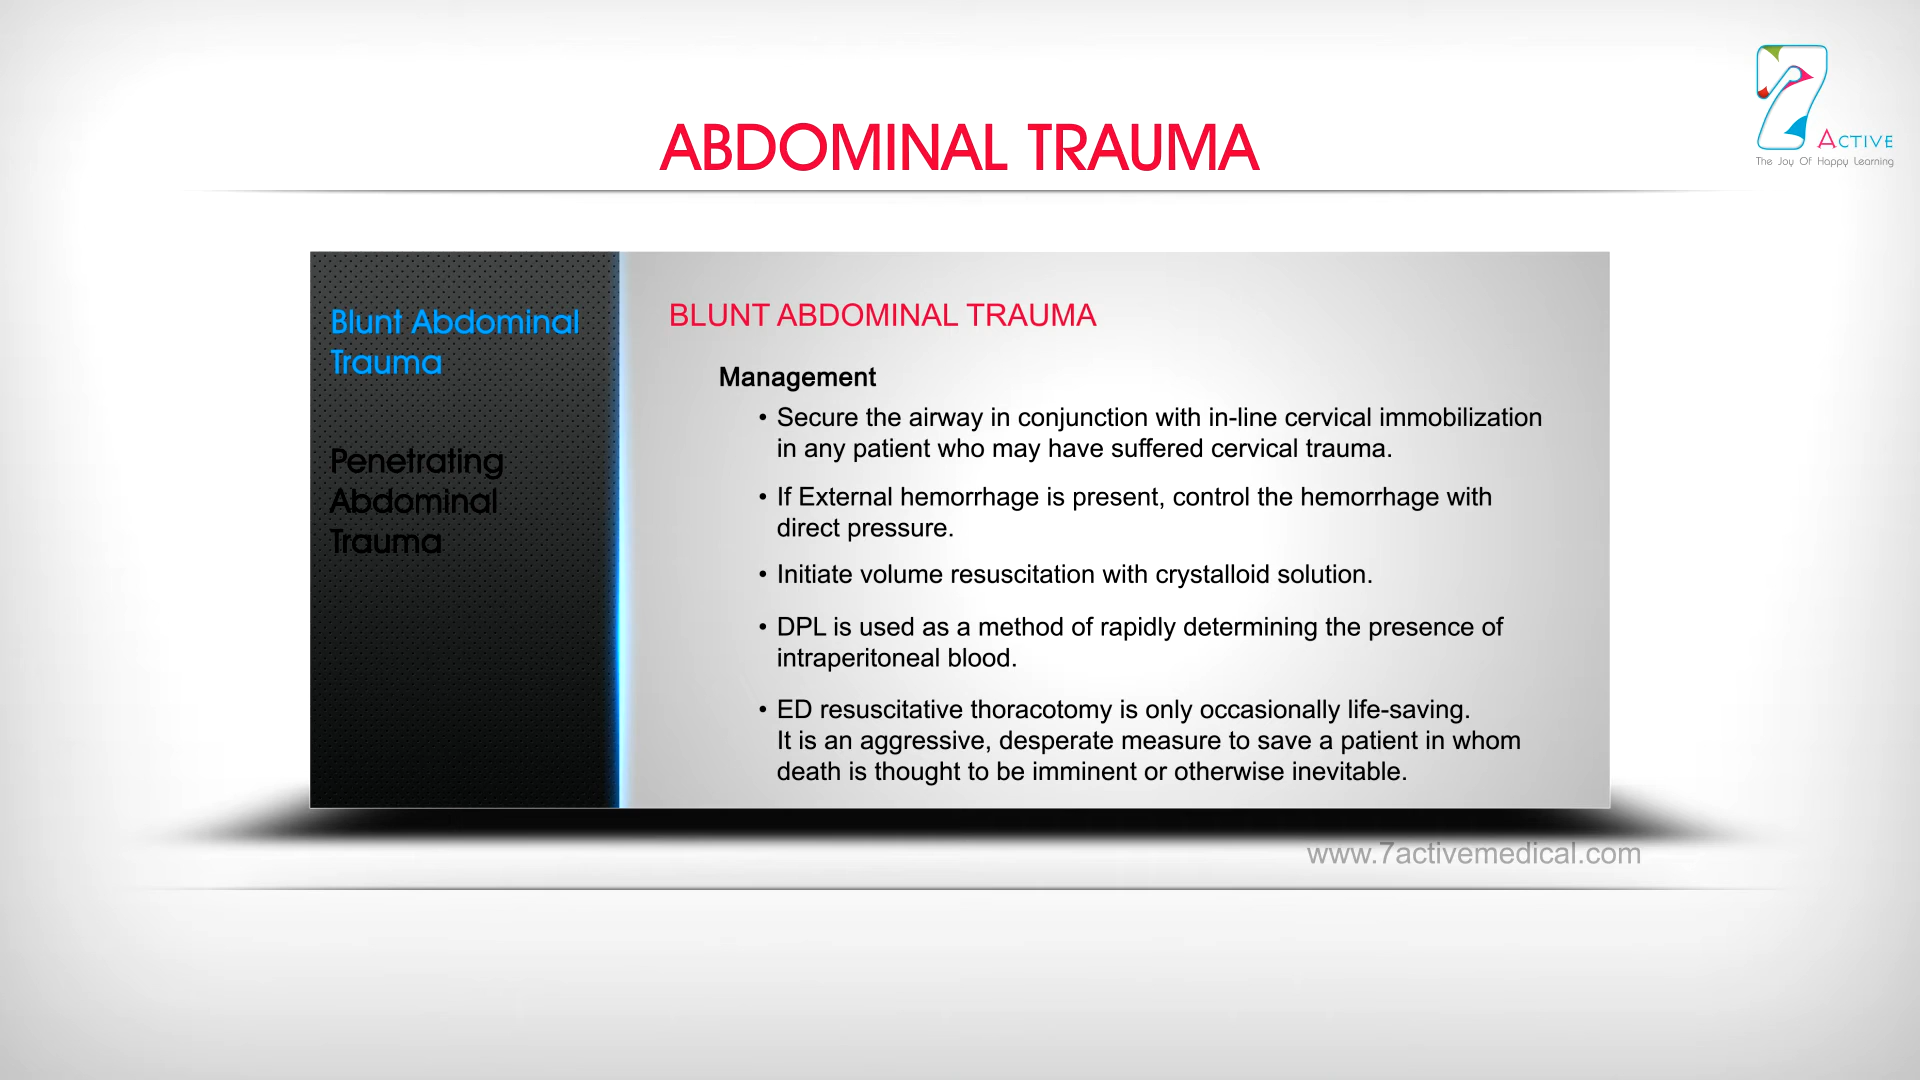 ABDOMINAL TRAUMA
7
ACTIVE
The Joy Of Happy Learning
Blunt Abdominal
Trauma
Penetrating
Abdominal
Trauma
BLUNT ABDOMINAL TRAUMA
Management
• Secure the airway in conjunction with in-line cervical immobilization
in any patient who may have suffered cervical trauma.
• If External hemorrhage is present, control the hemorrhage with
direct pressure.
• Initiate volume resuscitation with crystalloid solution.
• DPL is used as a method of rapidly determining the presence of
intraperitoneal blood.
• ED resuscitative thoracotomy is only occasionally life-saving.
It is an aggressive, desperate measure to save a patient in whom
death is thought to be imminent or otherwise inevitable.
www.7activemedical.com